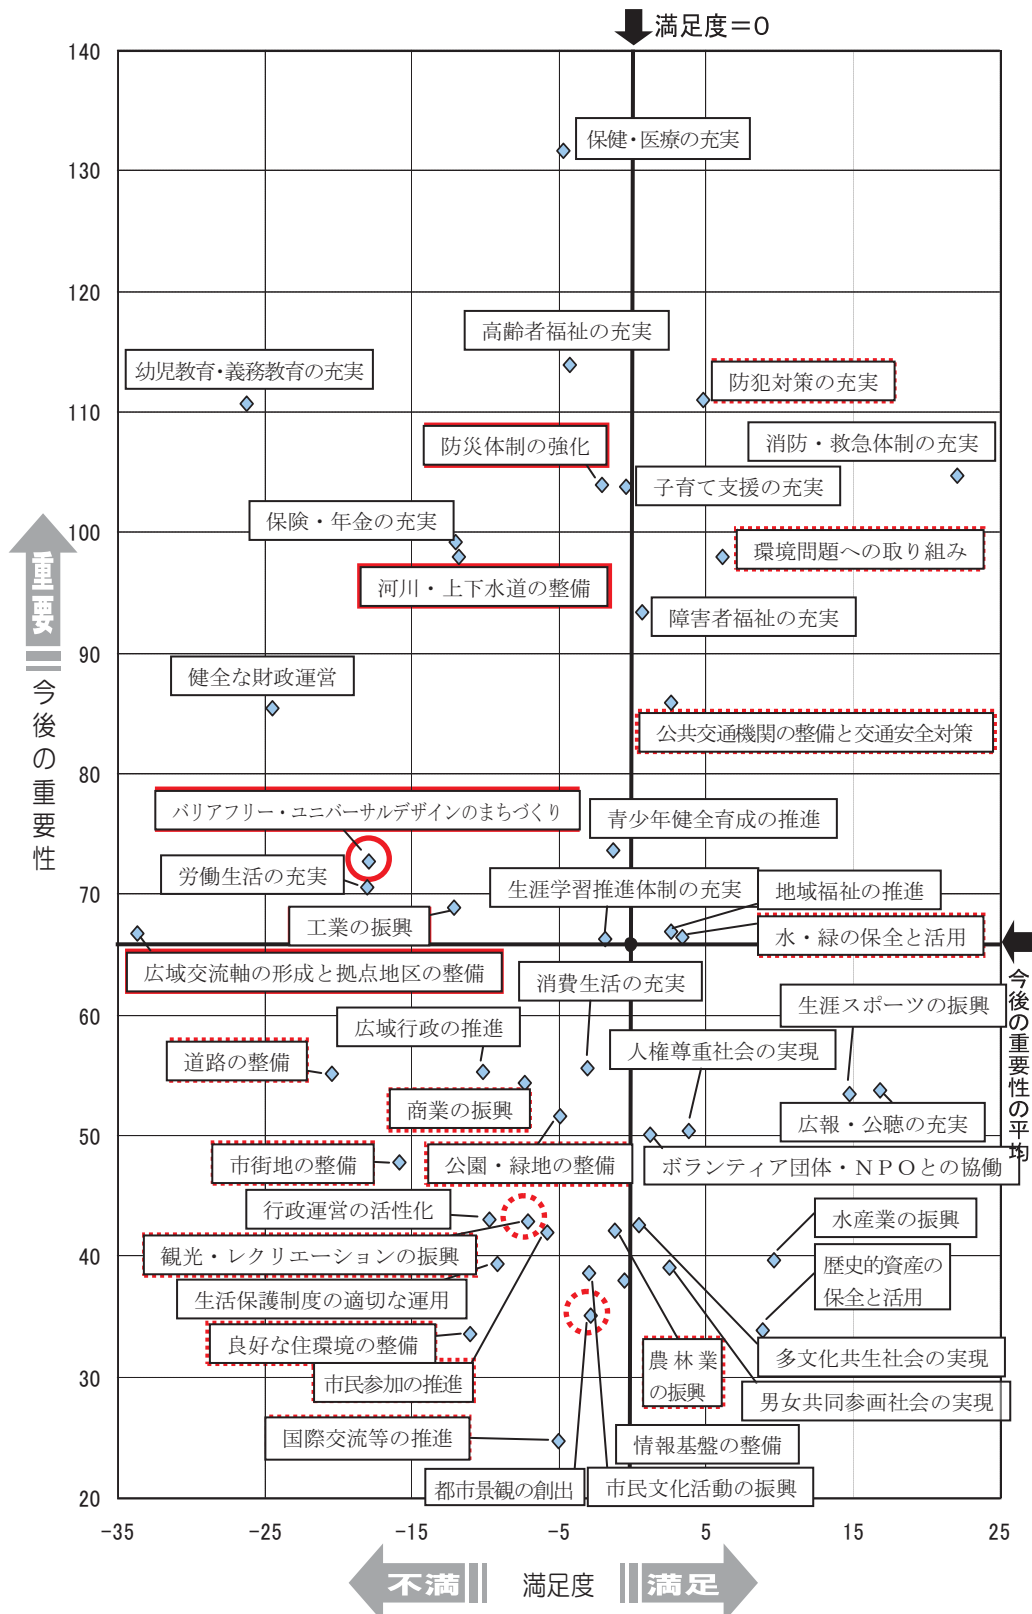 満足度＝0
140
保健・医療の充実
130
120
高齢者福祉の充実
幼児教育・義務教育の充実
防犯対策の充実
110
消防・救急体制の充実
防災体制の強化
子育て支援の充実
保険・年金の充実
100
環境問題への取り組み
河川・上下水道の整備
障害者福祉の充実
重要
90
健全な財政運営
公共交通機関の整備と交通安全対策
80
今後の重要性
バリアフリー・ユニバーサルデザインのまちづくり
青少年健全育成の推進
労働生活の充実
生涯学習推進体制の充実
地域福祉の推進
70
工業の振興
水・緑の保全と活用
今後の重要性の平均
広域交流軸の形成と拠点地区の整備
消費生活の充実
生涯スポーツの振興
60
広域行政の推進
人権尊重社会の実現
道路の整備
商業の振興
広報・公聴の充実
50
市街地の整備
公園・緑地の整備
ボランティア団体・ＮＰＯとの協働
行政運営の活性化
水産業の振興
40
観光・レクリエーションの振興
歴史的資産の
保全と活用
生活保護制度の適切な運用
良好な住環境の整備
農林業
の振興
多文化共生社会の実現
30
市民参加の推進
男女共同参画社会の実現
国際交流等の推進
情報基盤の整備
都市景観の創出
市民文化活動の振興
20
-35
-25
-15
-5
5
15
25
不満
満足度
満足